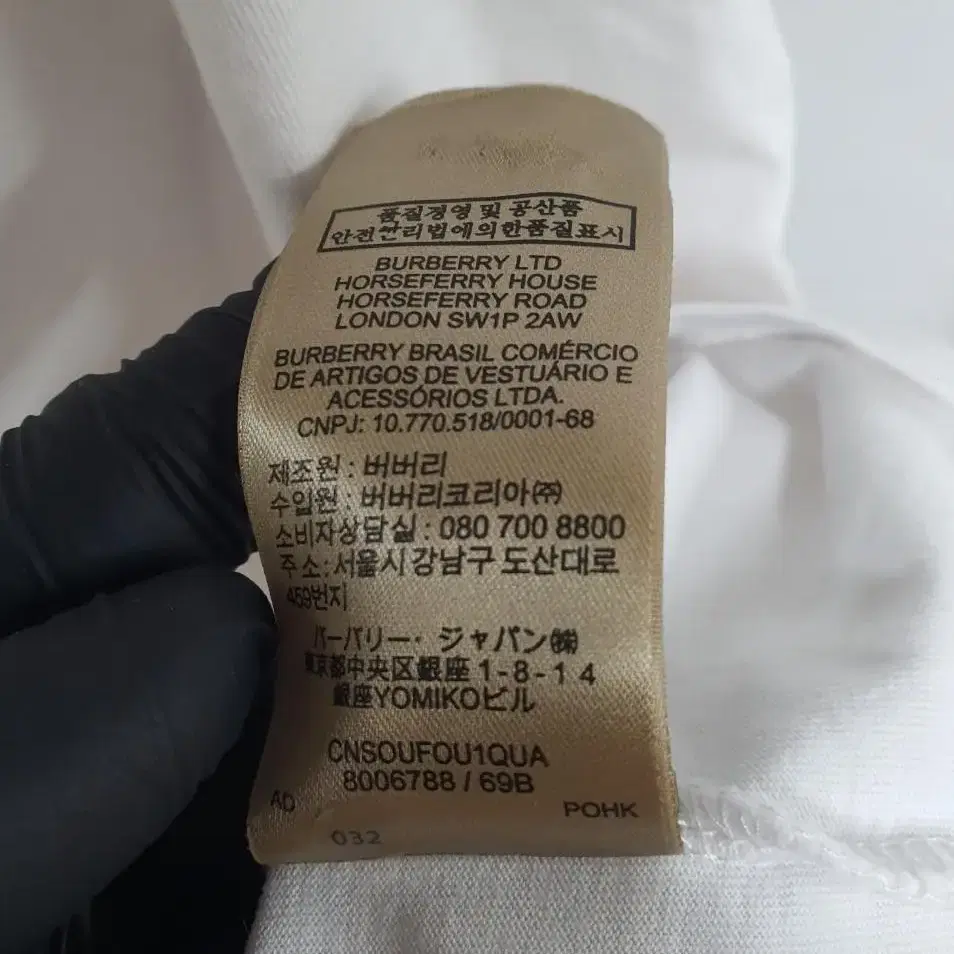 품질경영 및 공산품
안전관리법에의한품질표시
BURBERRY LTD
HORSEFERRY HOUSE
HORSEFERRY ROAD
LONDON SW1P 2AW
BURBERRY BRASIL COMÉRCIO
DE ARTIGOS DE VESTUÁRIO E
ACESSÓRIOS LTDA.
CNPJ: 10.770.518/0001-68
제조원 : 버버리
수입원 : 버버리코리아㈜
소비자상담실 : 080 700 8800
주소 : 서울시 강남구 도산대로
459번지
バーバリー・ジャパン㈱
東京都中央区銀座 1-8-14
銀座YOMIKOビル
CNSOUFOU1QUA
8006788 / 69B
AD
POHK
032